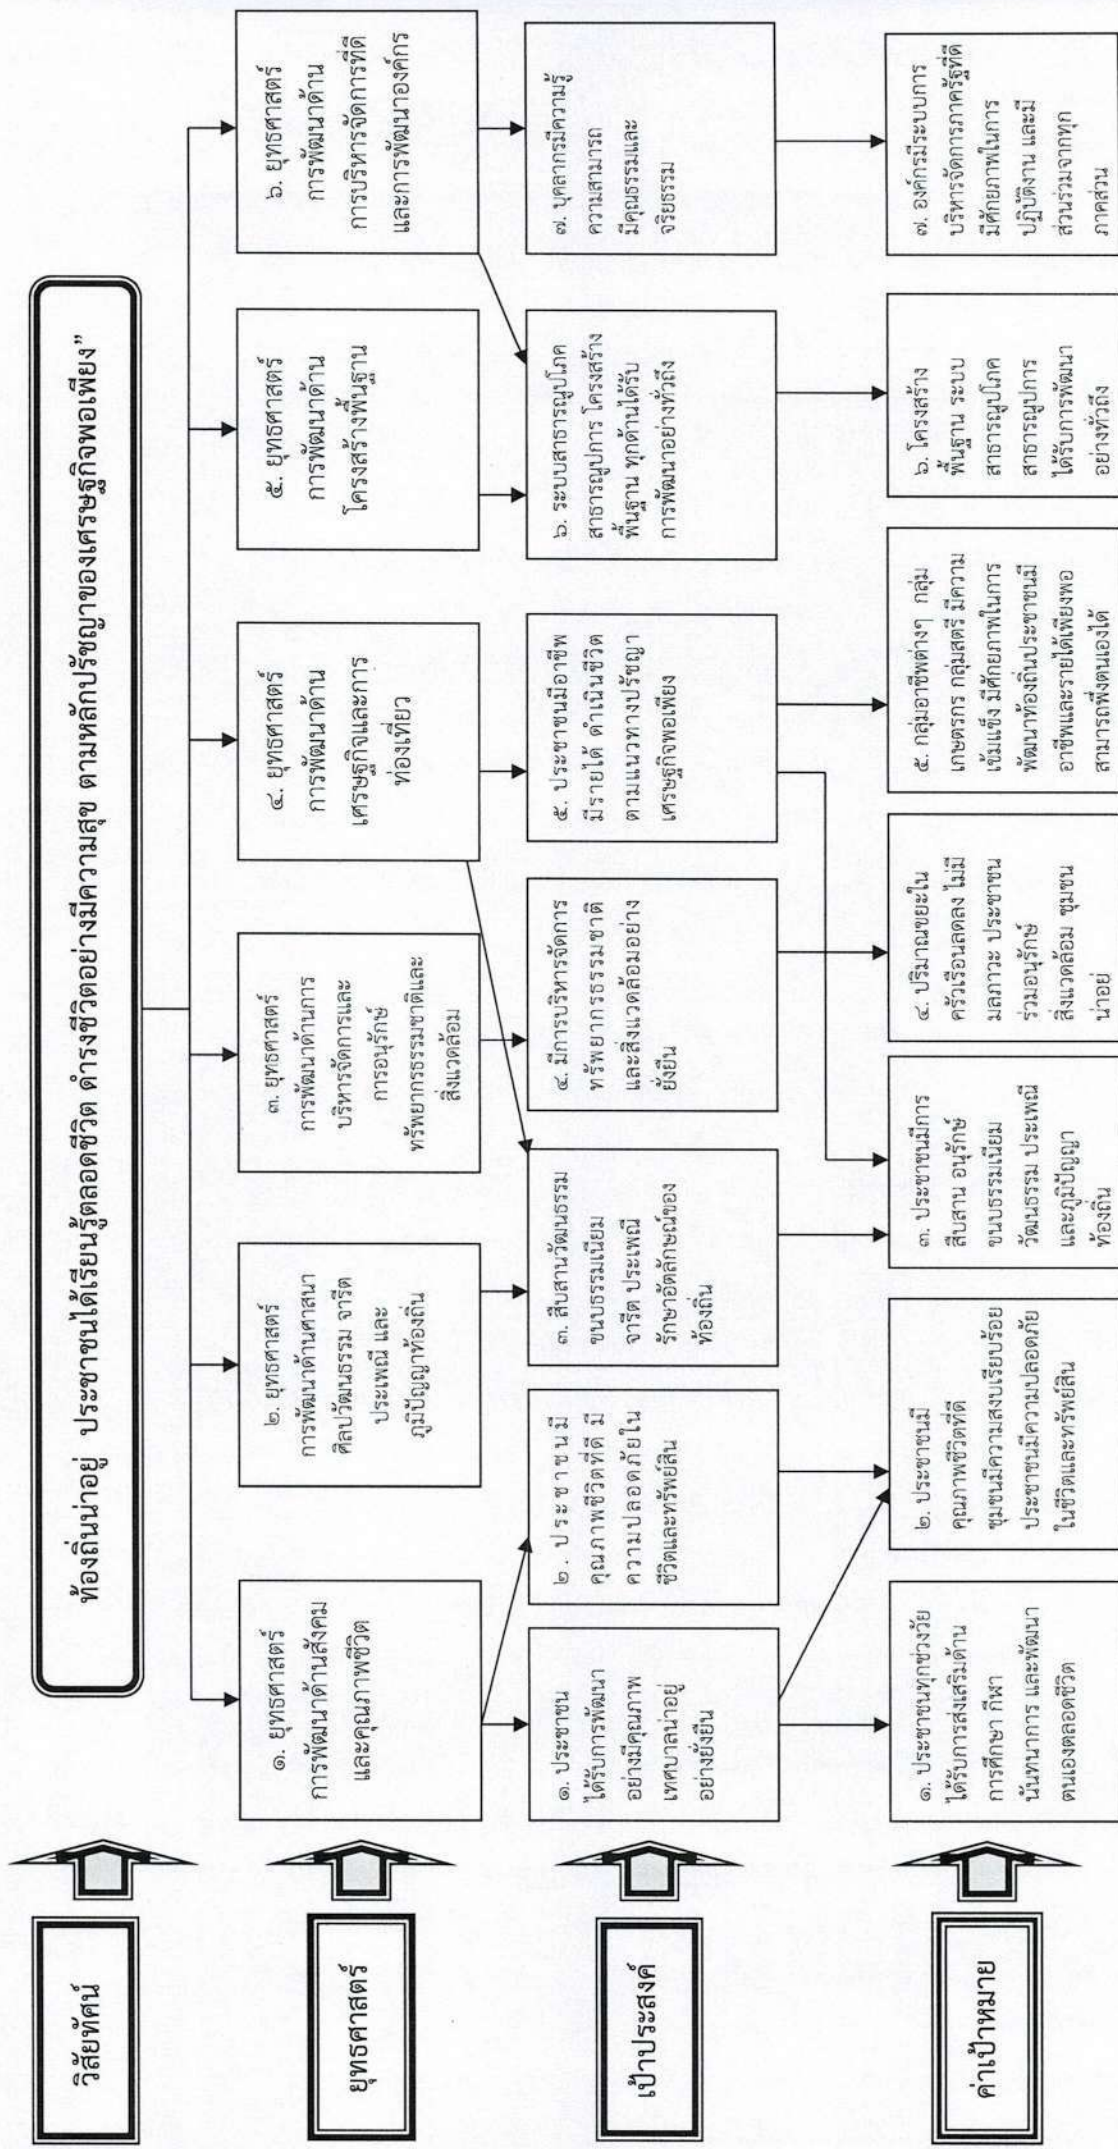 วิสัยทัศน์
ท้องถิ่นน่าอยู่ ประชาชนได้เรียนรู้ตลอดชีวิต ดำรงชีวิตอย่างมีความสุข ตามหลักปรัชญาของเศรษฐกิจพอเพียง”
ยุทธศาสตร์
๑. ยุทธศาสตร์
การพัฒนาด้านสังคม
และคุณภาพชีวิต
๒. ยุทธศาสตร์
การพัฒนาด้านศาสนา
ศิลปวัฒนธรรม จารีต
ประเพณี และ
ภูมิปัญญาท้องถิ่น
๓. ยุทธศาสตร์
การพัฒนาด้านการ
บริหารจัดการและ
การอนุรักษ์
ทรัพยากรธรรมชาติและ
สิ่งแวดล้อม
๔. ยุทธศาสตร์
การพัฒนาด้าน
เศรษฐกิจและการ
ท่องเที่ยว
๕. ยุทธศาสตร์
การพัฒนาด้าน
โครงสร้างพื้นฐาน
๖. ยุทธศาสตร์
การพัฒนาด้าน
การบริหารจัดการที่ดี
และการพัฒนาองค์กร
เป้าประสงค์
๑. ประชาชน
ได้รับการพัฒนา
อย่างมีคุณภาพ
เทศบาลน่าอยู่
อย่างยั่งยืน
๒. ประชาชนมี
คุณภาพชีวิตที่ดี มี
ความปลอดภัยใน
ชีวิตและทรัพย์สิน
๓. สืบสานวัฒนธรรม
ขนบธรรมเนียม
จารีต ประเพณี
รักษาอัตลักษณ์ของ
ท้องถิ่น
๔. มีการบริหารจัดการ
ทรัพยากรธรรมชาติ
และสิ่งแวดล้อมอย่าง
ยั่งยืน
๕. ประชาชนมีอาชีพ
มีรายได้ ดำเนินชีวิต
ตามแนวทางปรัชญา
เศรษฐกิจพอเพียง
๖. ระบบสาธารณูปโภค
สาธารณูปการ โครงสร้าง
พื้นฐาน ทุกด้านได้รับ
การพัฒนาอย่างทั่วถึง
๗. บุคลากรมีความรู้
ความสามารถ
มีคุณธรรมและ
จริยธรรม
ค่าเป้าหมาย
๑. ประชาชนทุกช่วงวัย
ได้รับการส่งเสริมด้าน
การศึกษา กีฬา
นันทนาการ และพัฒนา
ตนเองตลอดชีวิต
๒. ประชาชนมี
คุณภาพชีวิตที่ดี
ชุมชนมีความสงบเรียบร้อย
ประชาชนมีความปลอดภัย
ในชีวิตและทรัพย์สิน
๓. ประชาชนมีการ
สืบสาน อนุรักษ์
ขนบธรรมเนียม
วัฒนธรรม ประเพณี
และภูมิปัญญา
ท้องถิ่น
๔. ปริมาณขยะใน
ครัวเรือนลดลง ไม่มี
มลภาวะ ประชาชน
ร่วมอนุรักษ์
สิ่งแวดล้อม ชุมชน
น่าอยู่
๕. กลุ่มอาชีพต่างๆ กลุ่ม
เกษตรกร กลุ่มสตรี มีความ
เข้มแข็ง มีศักยภาพในการ
พัฒนาท้องถิ่นประชาชนมี
อาชีพและรายได้เพียงพอ
สามารถพึ่งตนเองได้
๖. โครงสร้าง
พื้นฐาน ระบบ
สาธารณูปโภค
สาธารณูปการ
ได้รับการพัฒนา
อย่างทั่วถึง
๗. องค์กรมีระบบการ
บริหารจัดการภาครัฐที่ดี
มีศักยภาพในการ
ปฏิบัติงาน และมี
ส่วนร่วมจากทุก
ภาคส่วน